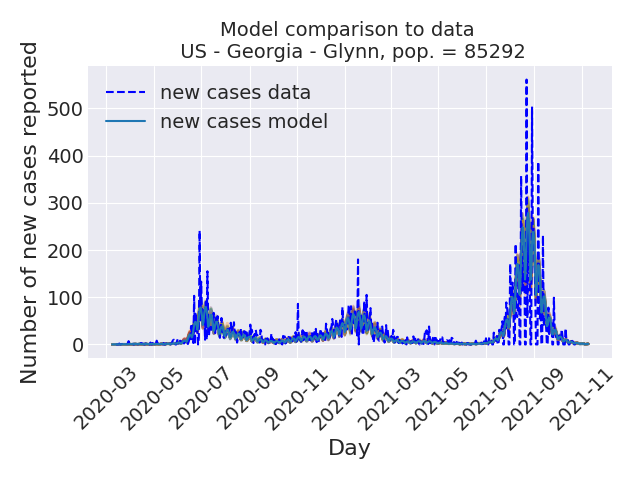 Model comparison to data
US - Georgia - Glynn, pop. = 85292
Number of new cases reported
new cases data
new cases model
500
400
300
200
100
0
2020-03
2020-05
2020-07
2020-09
2020-11
2021-01
2021-03
2021-05
2021-07
2021-09
2021-11
Day